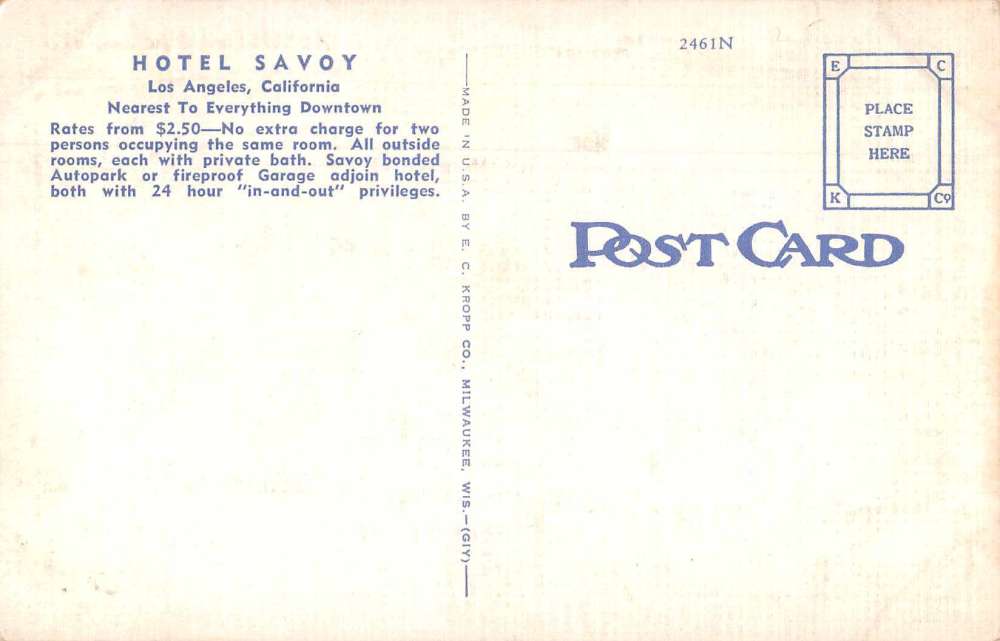 HOTEL SAVOY
Los Angeles, California
Nearest To Everything Downtown
Rates from $2.50—No extra charge for two
persons occupying the same room. All outside
rooms, each with private bath. Savoy bonded
Autopark or fireproof Garage adjoin hotel,
both with 24 hour "in-and-out" privileges.
—MADE IN U.S.A. BY E. C. KROPP CO., MILWAUKEE, WIS.—(GIY)—
2461N
E C
PLACE
STAMP
HERE
K Co
POST CARD